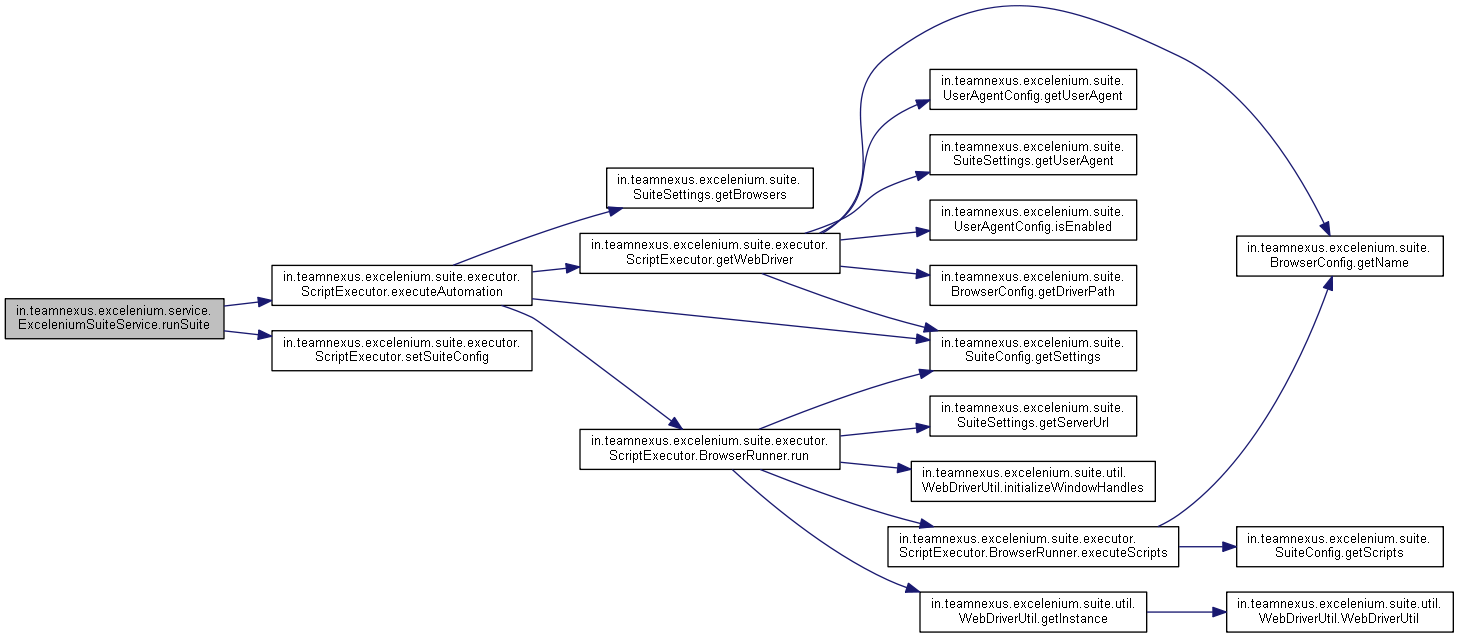 in.teamnexus.excelenium.service.
ExceleniumSuiteService.runSuite
in.teamnexus.excelenium.suite.executor.
ScriptExecutor.executeAutomation
in.teamnexus.excelenium.suite.executor.
ScriptExecutor.setSuiteConfig
in.teamnexus.excelenium.suite.
SuiteSettings.getBrowsers
in.teamnexus.excelenium.suite.executor.
ScriptExecutor.getWebDriver
in.teamnexus.excelenium.suite.executor.
ScriptExecutor.BrowserRunner.run
in.teamnexus.excelenium.suite.
UserAgentConfig.getUserAgent
in.teamnexus.excelenium.suite.
SuiteSettings.getUserAgent
in.teamnexus.excelenium.suite.
UserAgentConfig.isEnabled
in.teamnexus.excelenium.suite.
BrowserConfig.getDriverPath
in.teamnexus.excelenium.suite.
SuiteConfig.getSettings
in.teamnexus.excelenium.suite.
SuiteSettings.getServerUrl
in.teamnexus.excelenium.suite.util.
WebDriverUtil.initializeWindowHandles
in.teamnexus.excelenium.suite.executor.
ScriptExecutor.BrowserRunner.executeScripts
in.teamnexus.excelenium.suite.util.
WebDriverUtil.getInstance
in.teamnexus.excelenium.suite.
BrowserConfig.getName
in.teamnexus.excelenium.suite.
SuiteConfig.getScripts
in.teamnexus.excelenium.suite.util.
WebDriverUtil.WebDriverUtil